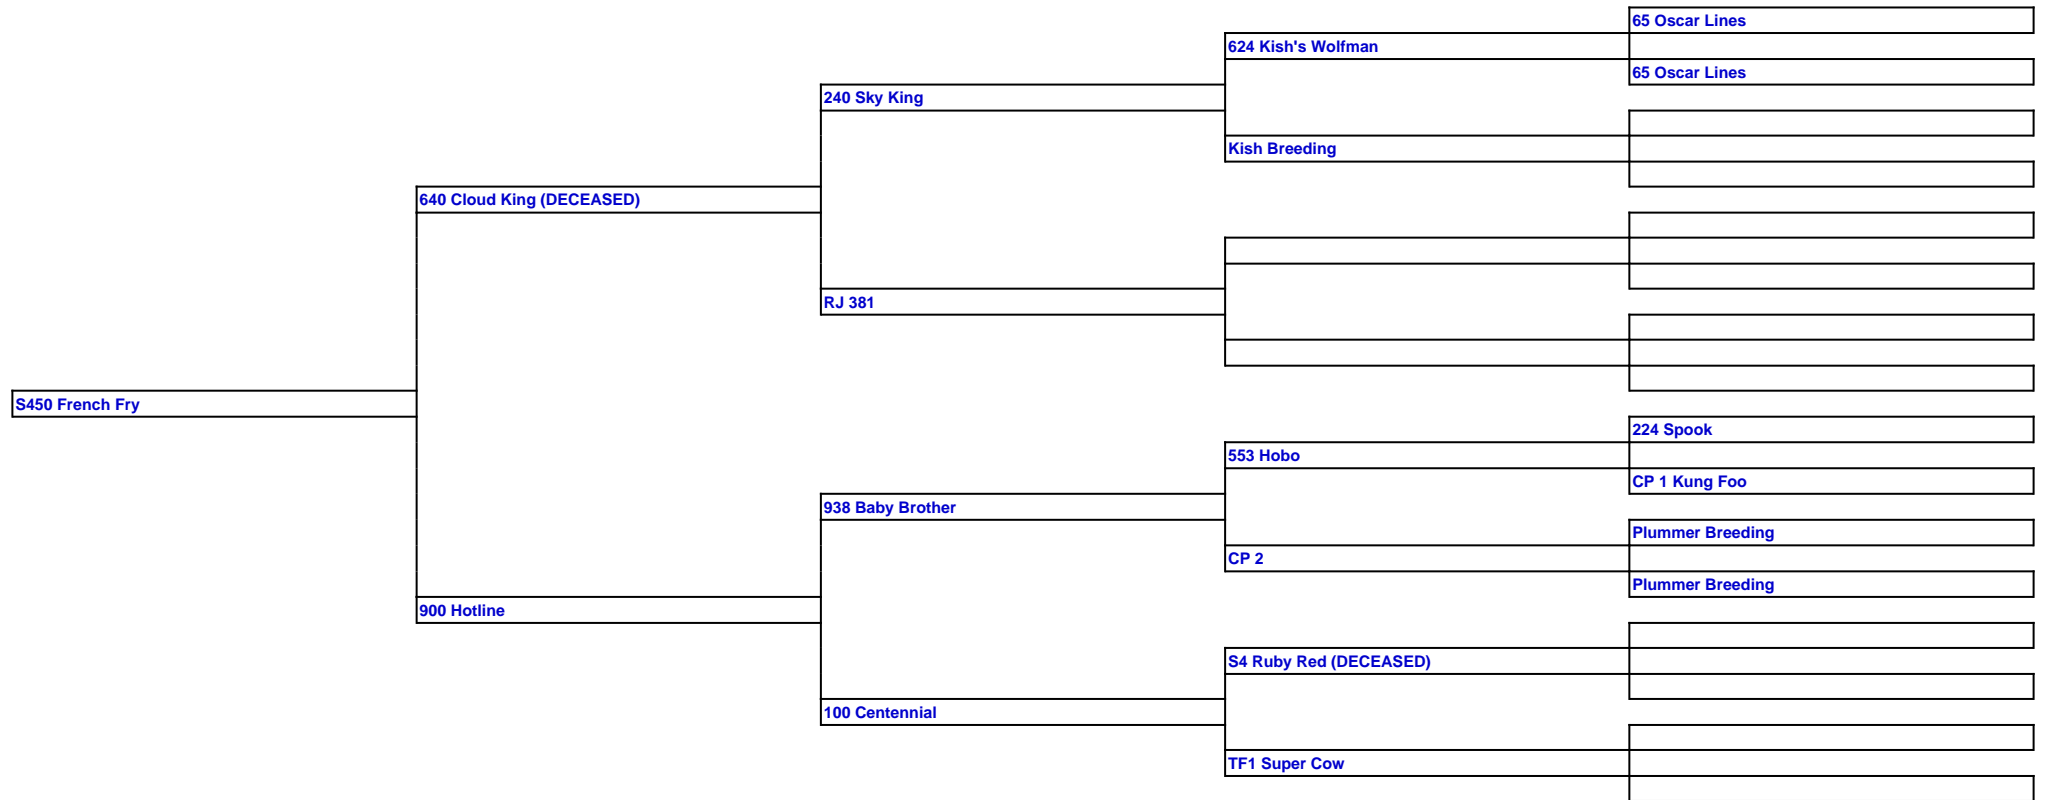 65 Oscar Lines
624 Kish's Wolfman
65 Oscar Lines
240 Sky King
Kish Breeding
640 Cloud King (DECEASED)
RJ 381
S450 French Fry
224 Spook
553 Hobo
CP 1 Kung Foo
938 Baby Brother
Plummer Breeding
CP 2
Plummer Breeding
900 Hotline
S4 Ruby Red (DECEASED)
100 Centennial
TF1 Super Cow